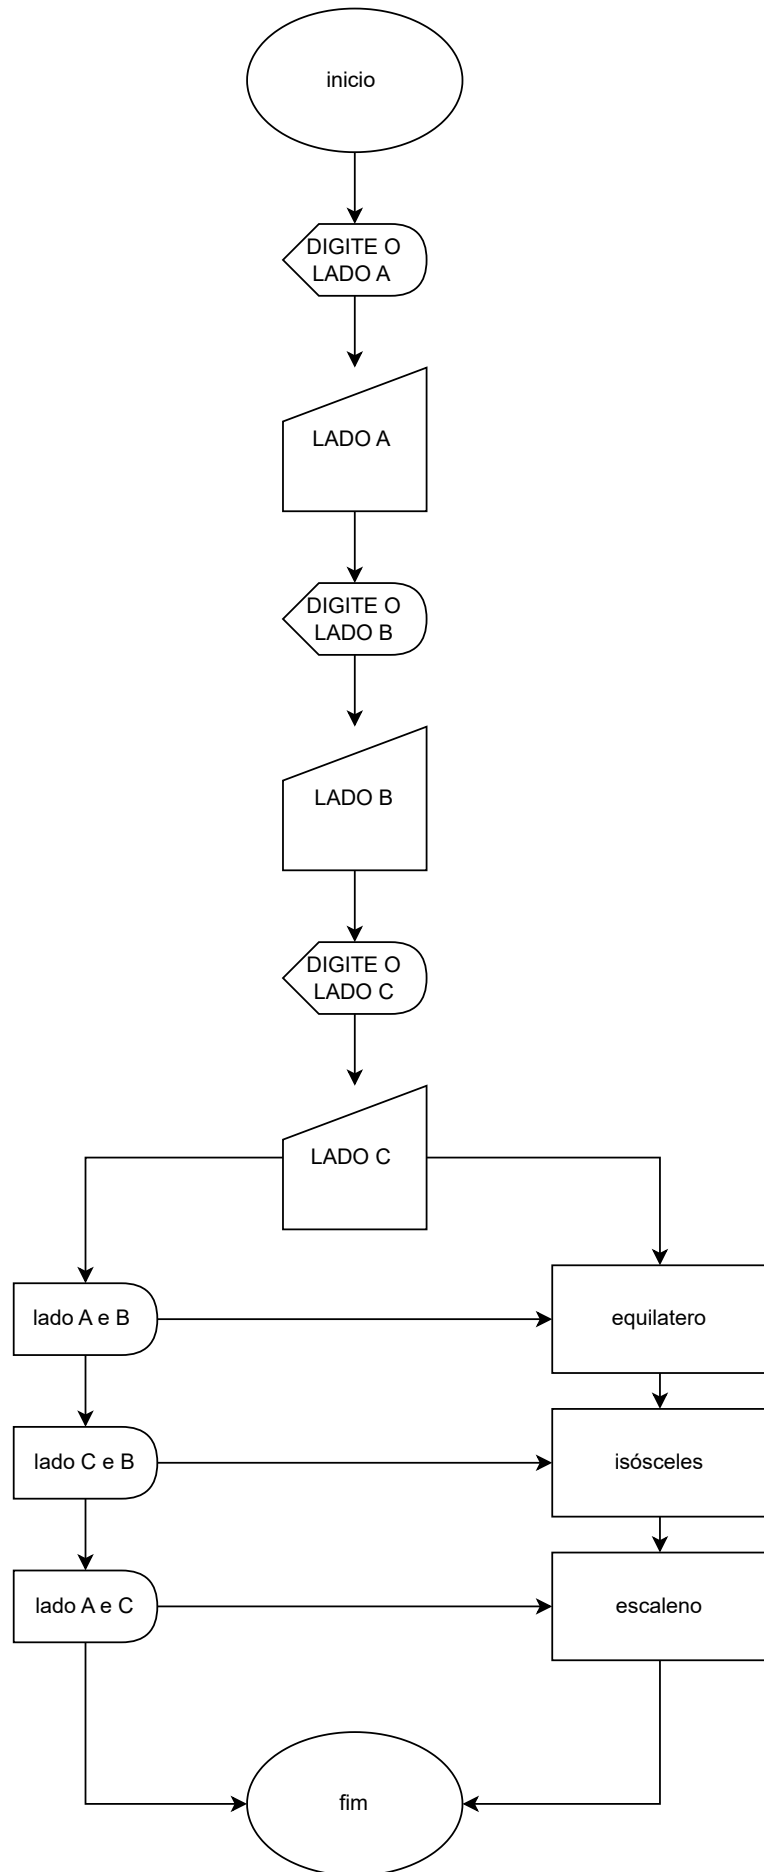 inicio
DIGITE O
LADO A
LADO A
DIGITE O
LADO B
LADO B
DIGITE O
LADO C
LADO C
lado A e B
equilatero
lado C e B
isósceles
lado A e C
escaleno
fim